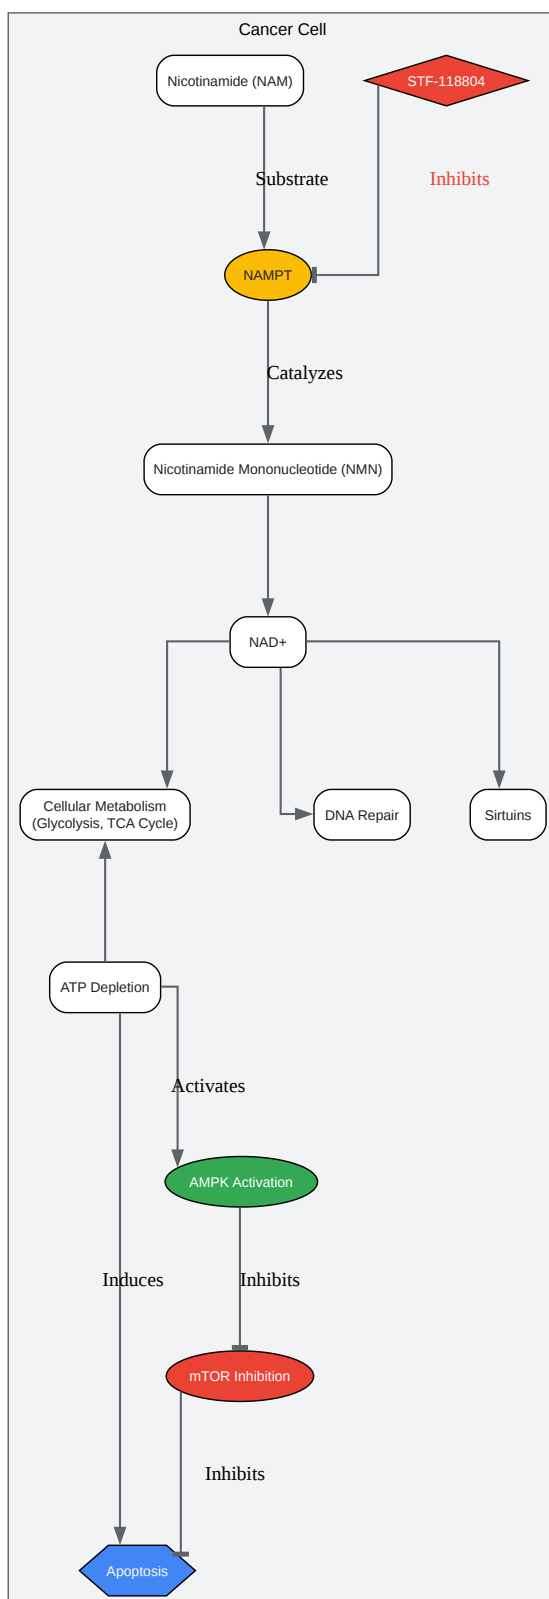 Cancer Cell
Nicotinamide (NAM)
STF-118804
Substrate
Inhibits
NAMPT
Catalyzes
Nicotinamide Mononucleotide (NMN)
NAD+
Cellular Metabolism
(Glycolysis, TCA Cycle)
DNA Repair
Sirtuins
ATP Depletion
Activates
AMPK Activation
Induces
Inhibits
mTOR Inhibition
Inhibits
Apoptosis